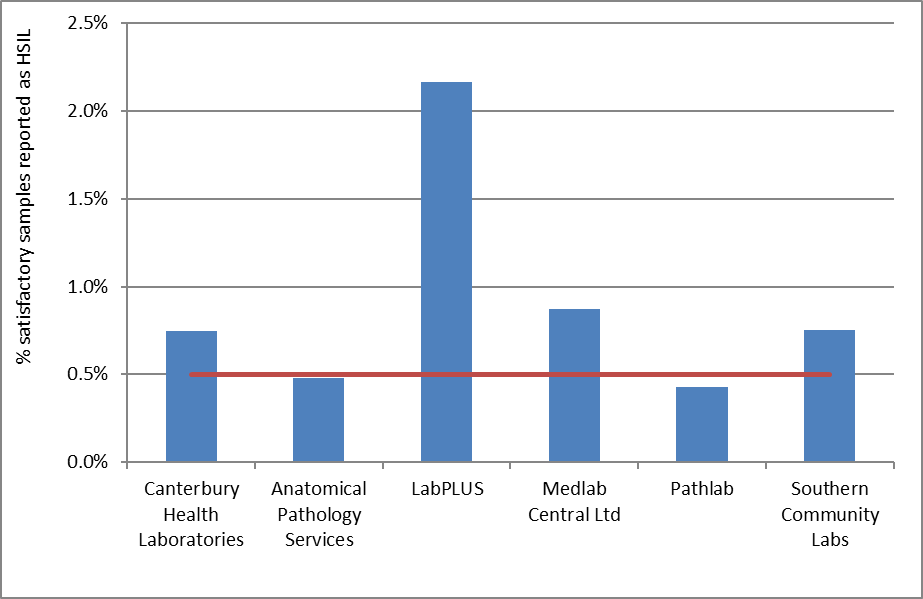 % satisfactory samples reported as HSIL
2.5%
2.0%
1.5%
1.0%
0.5%
0.0%
Canterbury
Health
Laboratories
Anatomical
Pathology
Services
LabPLUS
Medlab
Central Ltd
Pathlab
Southern
Community
Labs